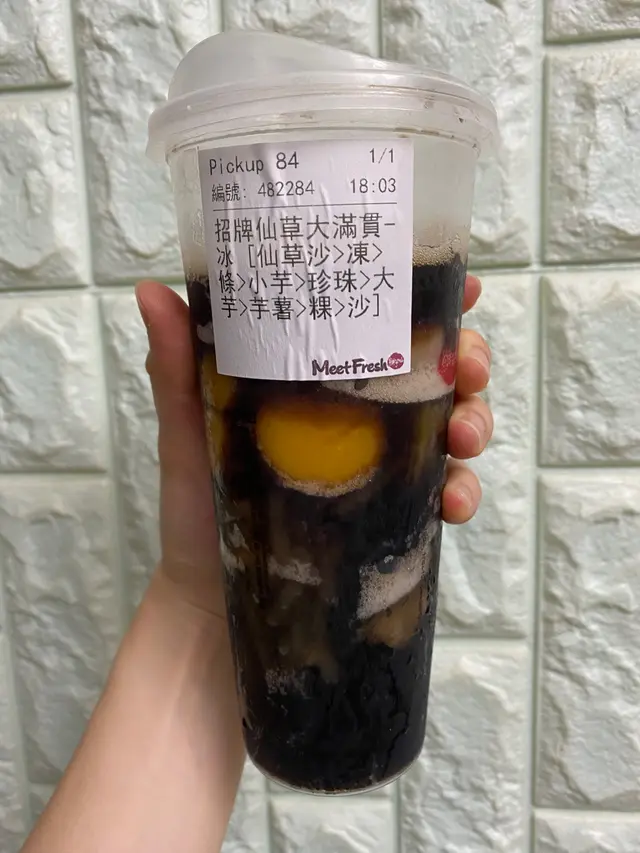 Pickup 84 1/1
編號: 482284 18:03
招牌仙草大滿貫-
冰 [仙草沙>凍>
條>小芋>珍珠>大
芋>芋薯>粿>沙]
MeetFresh